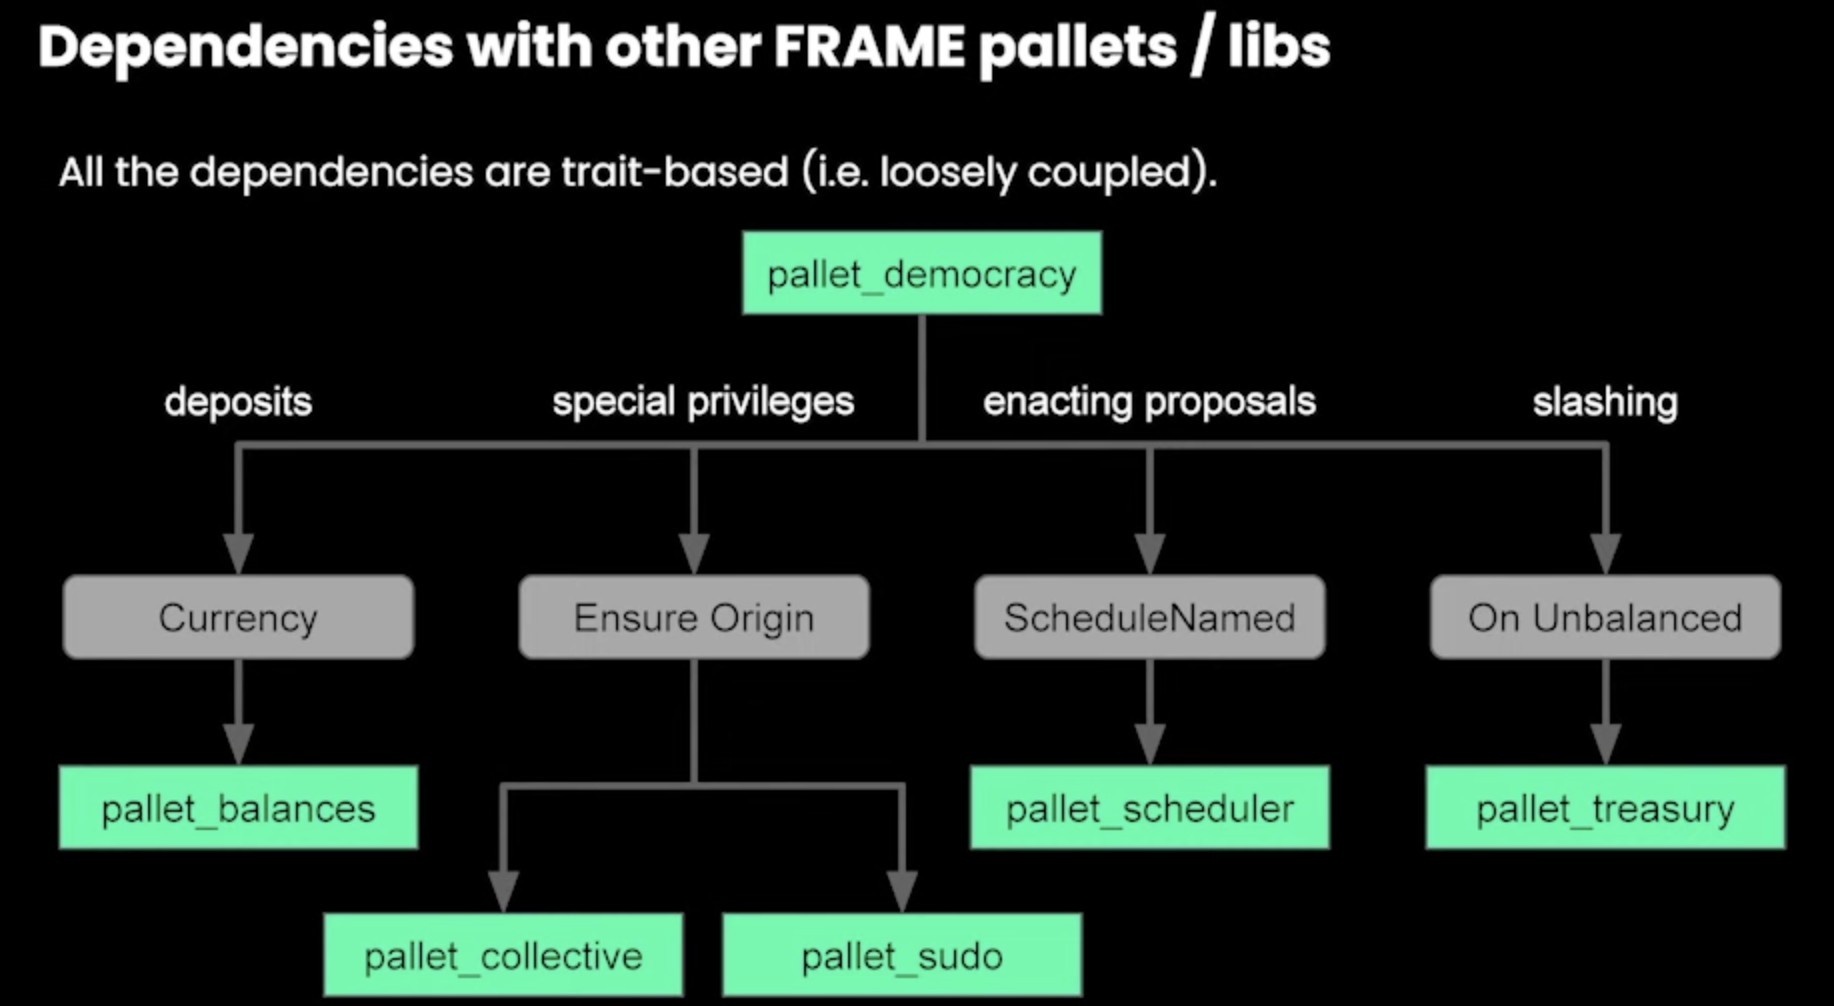 Dependencies with other FRAME pallets / libs
All the dependencies are trait-based (i.e. loosely coupled).
pallet_democracy
deposits
special privileges
enacting proposals
slashing
Currency
Ensure Origin
ScheduleNamed
On Unbalanced
pallet_balances
pallet_scheduler
pallet_treasury
pallet_collective
pallet_sudo